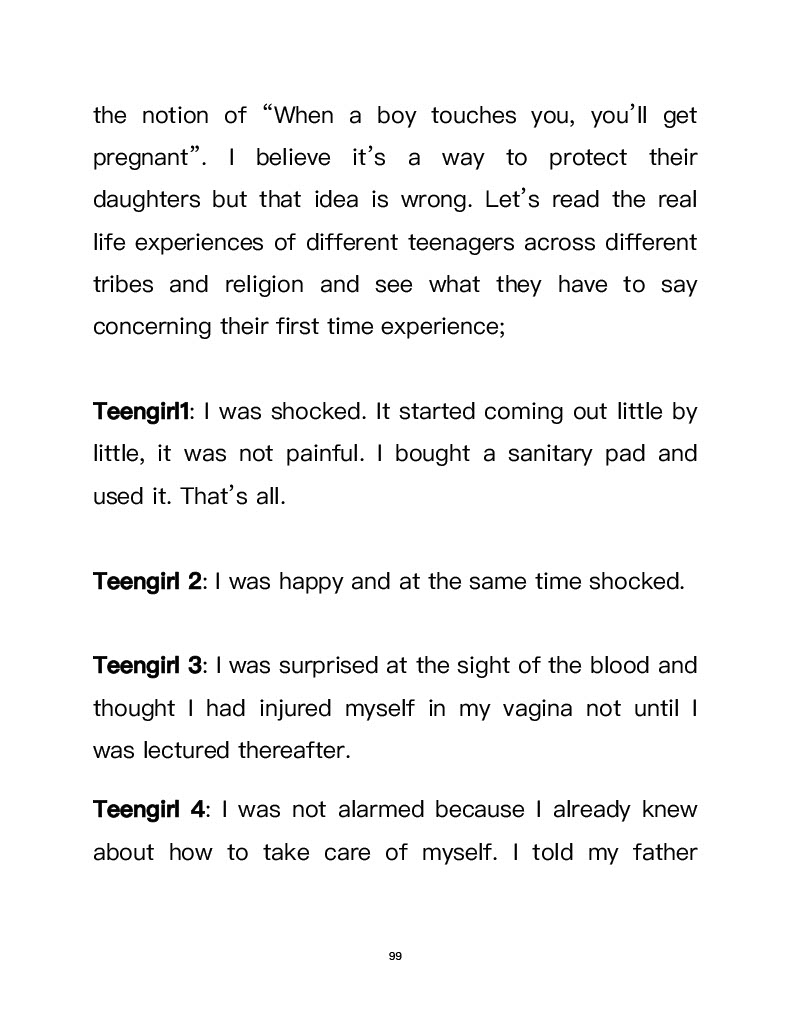 the notion of “When a boy touches you, you’ll get
pregnant”. I believe it’s a way to protect their
daughters but that idea is wrong. Let’s read the real
life experiences of different teenagers across different
tribes and religion and see what they have to say
concerning their first time experience;
Teengirl1: I was shocked. It started coming out little by
little, it was not painful. I bought a sanitary pad and
used it. That’s all.
Teengirl 2: I was happy and at the same time shocked.
Teengirl 3: I was surprised at the sight of the blood and
thought I had injured myself in my vagina not until I
was lectured thereafter.
Teengirl 4: I was not alarmed because I already knew
about how to take care of myself. I told my father
99